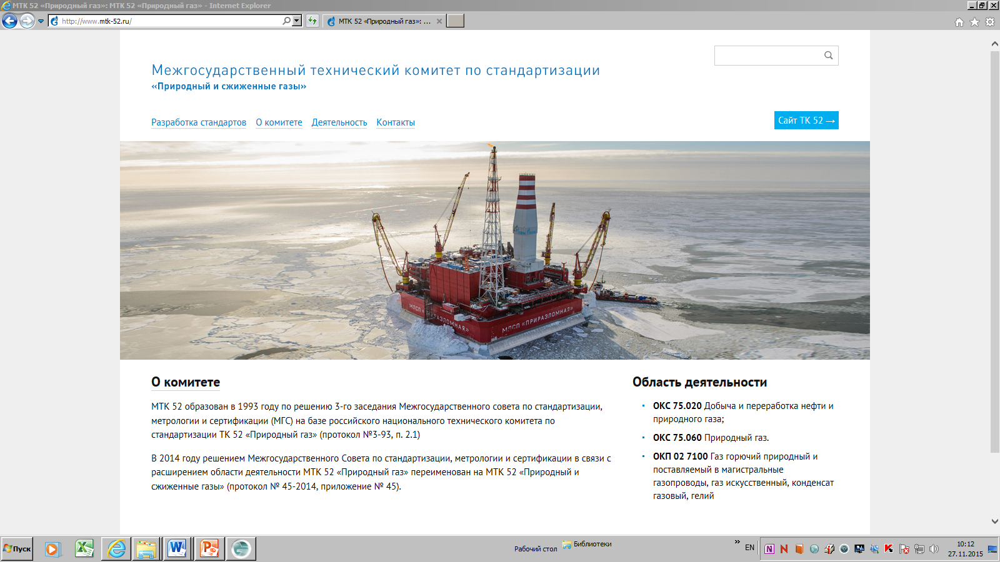 МТК 52 «Природный газ»: МТК 52 «Природный газ» - Internet Explorer
http://www.mtk-52.ru/
МТК 52 «Природный газ»: ...
Межгосударственный технический комитет по стандартизации
«Природный и сжиженные газы»
Разработка стандартов О комитете Деятельность Контакты
Сайт ТК 52 →
МЛСП «ПРИРАЗЛОМНАЯ»
МЛСП «ПРИРАЗЛОМНАЯ»
О комитете
МТК 52 образован в 1993 году по решению 3-го заседания Межгосударственного совета по стандартизации,
метрологии и сертификации (МГС) на базе российского национального технического комитета по
стандартизации ТК 52 «Природный газ» (протокол №3-93, п. 2.1)
В 2014 году решением Межгосударственного Совета по стандартизации, метрологии и сертификации в связи с
расширением области деятельности МТК 52 «Природный газ» переименован на МТК 52 «Природный и
сжиженные газы» (протокол № 45-2014, приложение № 45).
Область деятельности
ОКС 75.020 Добыча и переработка нефти и
природного газа;
ОКС 75.060 Природный газ.
ОКП 02 7100 Газ горючий природный и
поставляемый в магистральные
газопроводы, газ искусственный, конденсат
газовый, гелий
Пуск
Рабочий стол
Библиотеки
EN
10:12
27.11.2015